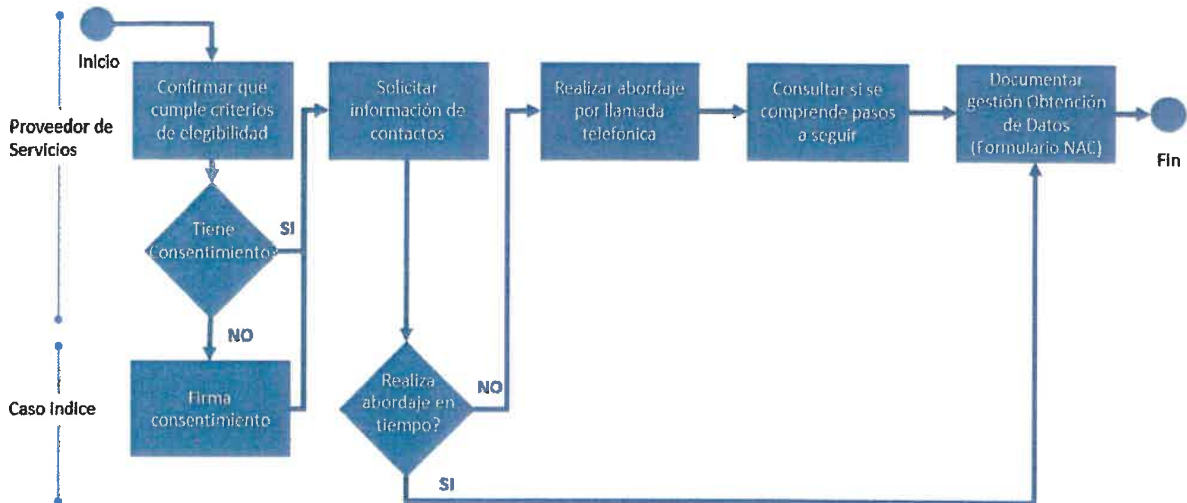 Inicio
Proveedor de
Servicios
Confirmar que
cumple criterios
de elegibilidad
Tiene
Consentimiento?
SI
NO
Solicitar
información de
contactos
Realizar abordaje
por llamada
telefónica
Consultar si se
comprende pasos
a seguir
Documentar
gestión Obtención
de Datos
(Formulario NAC)
Fin
Caso índice
Firma
consentimiento
Realiza
abordaje en
tiempo?
NO
SI